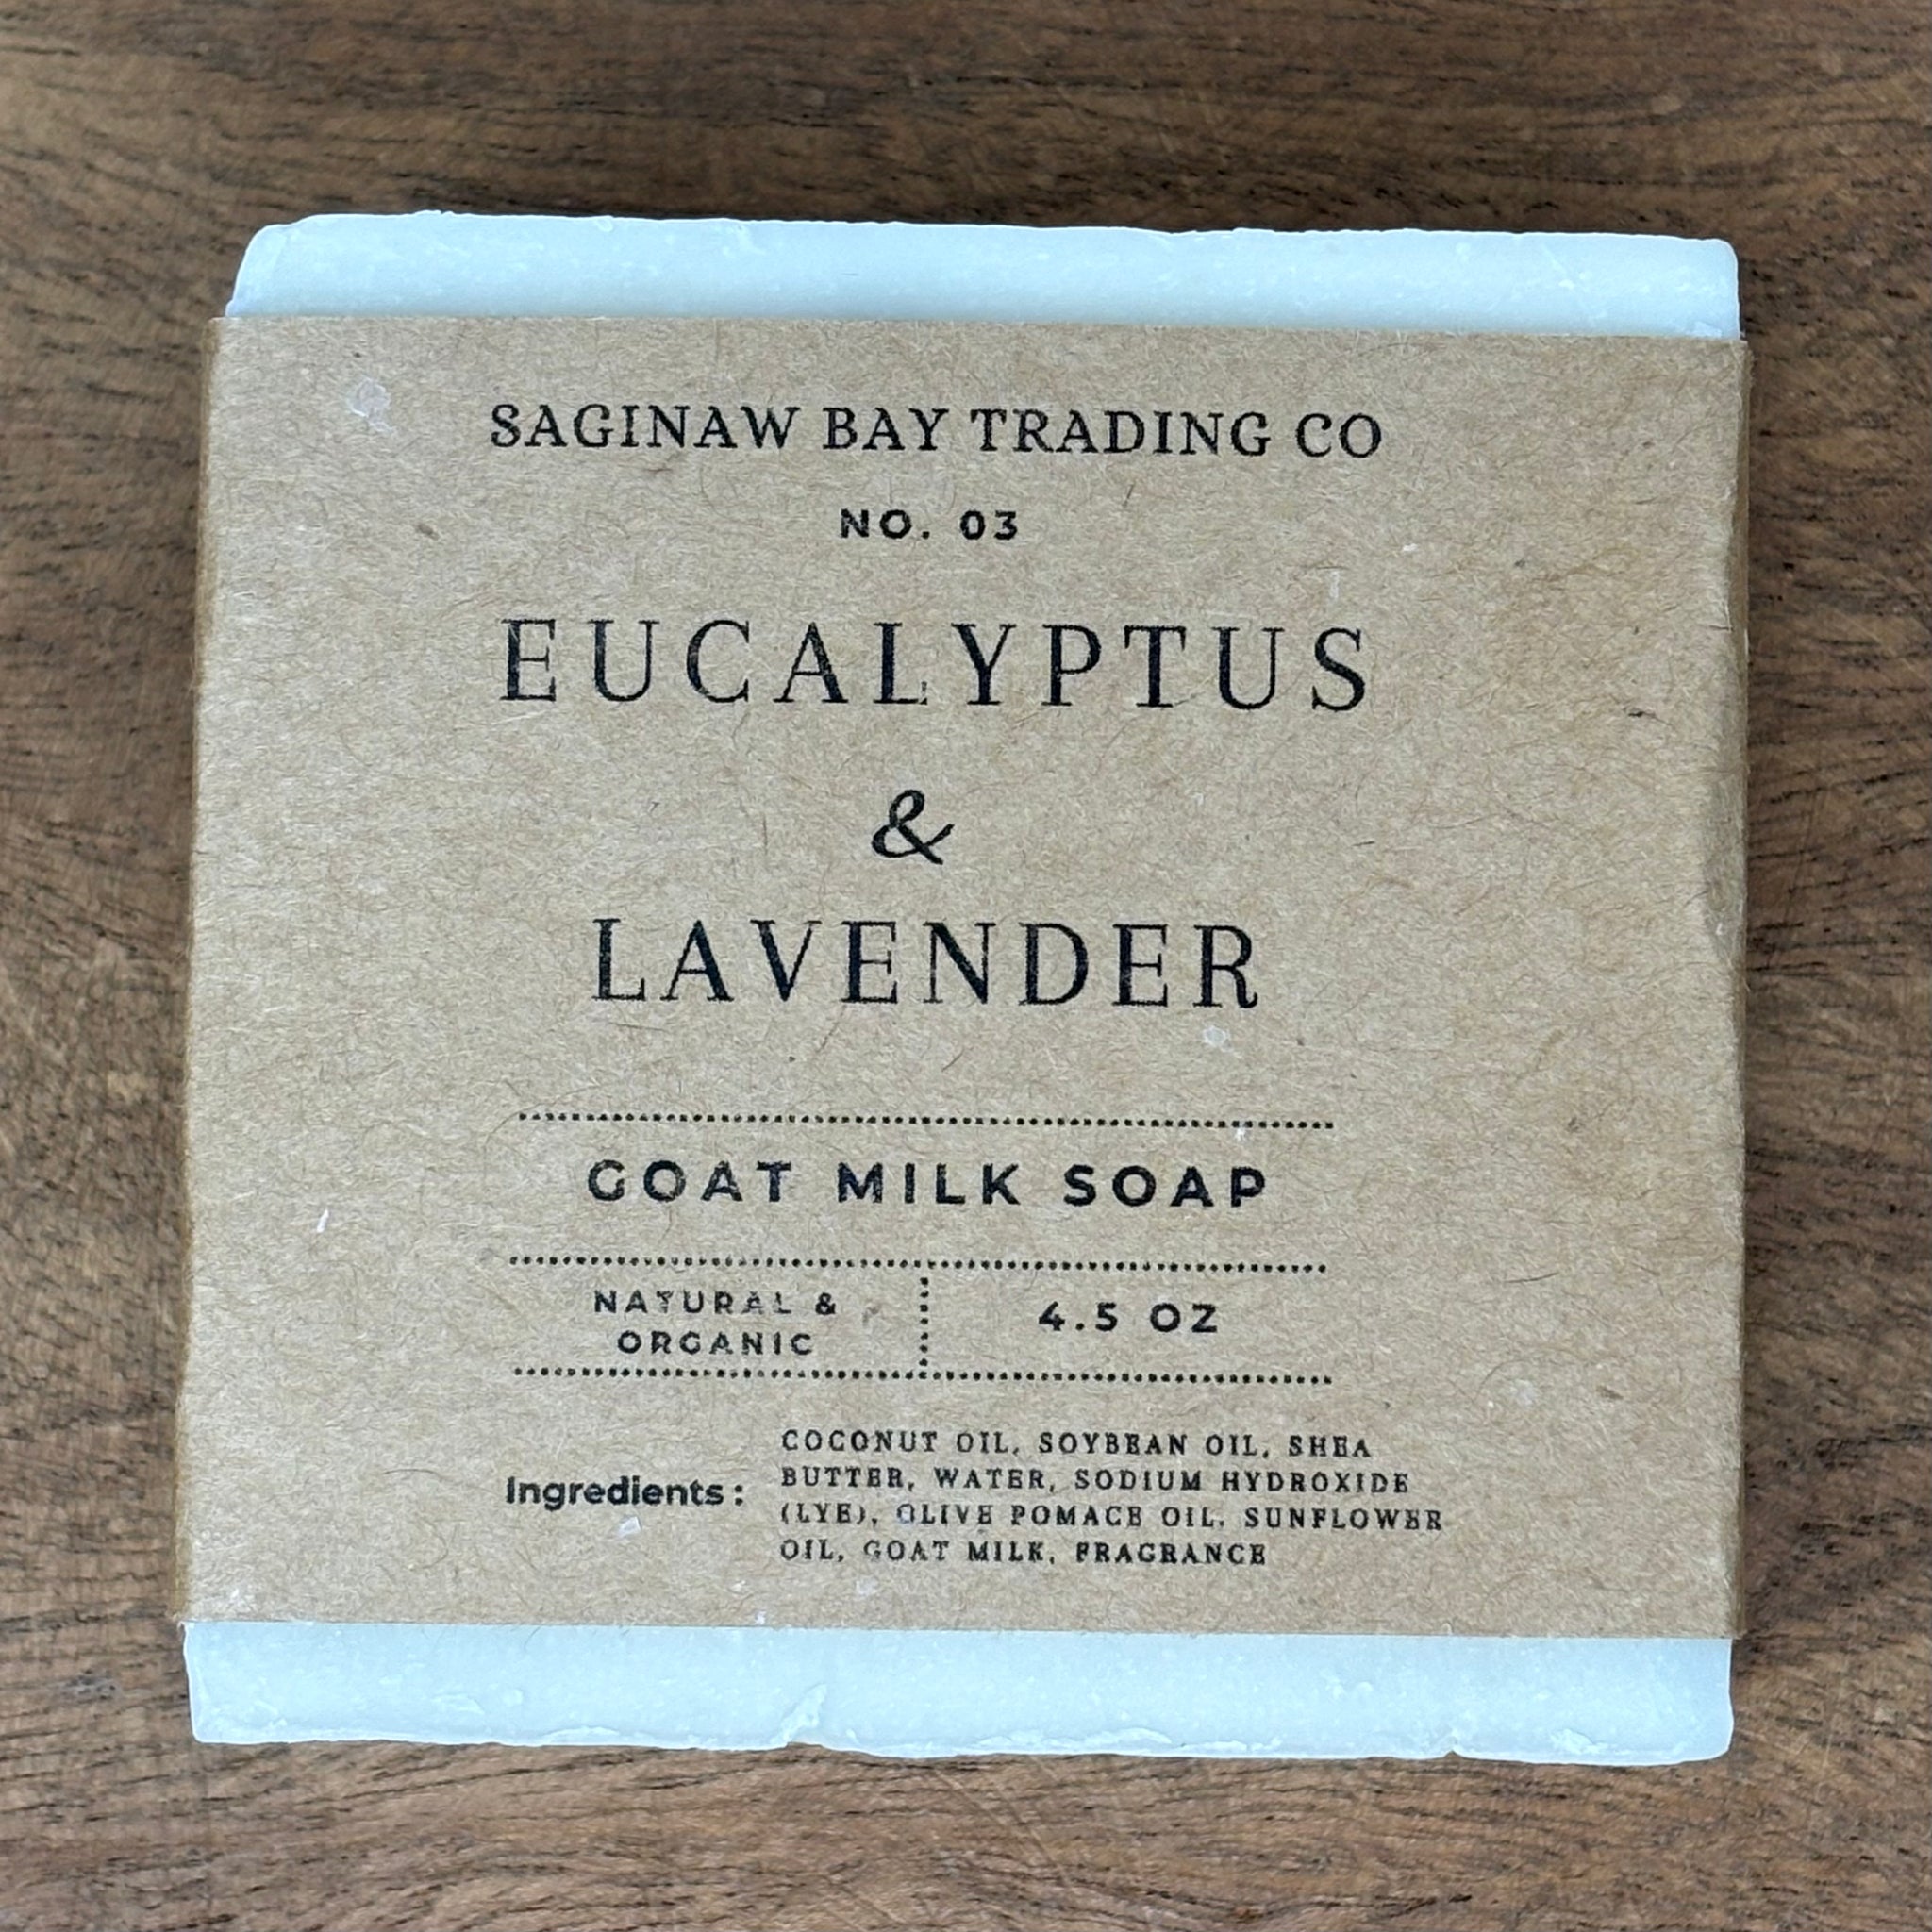 SAGINAW BAY TRADING CO
NO. 03
EUCALYPTUS
&
LAVENDER
GOAT MILK SOAP
NATURAL &
ORGANIC
4.5 OZ
Ingredients:
COCONUT OIL, SOYBEAN OIL, SHEA
BUTTER, WATER, SODIUM HYDROXIDE
(LYE), OLIVE POMACE OIL, SUNFLOWER
OIL, GOAT MILK, FRAGRANCE